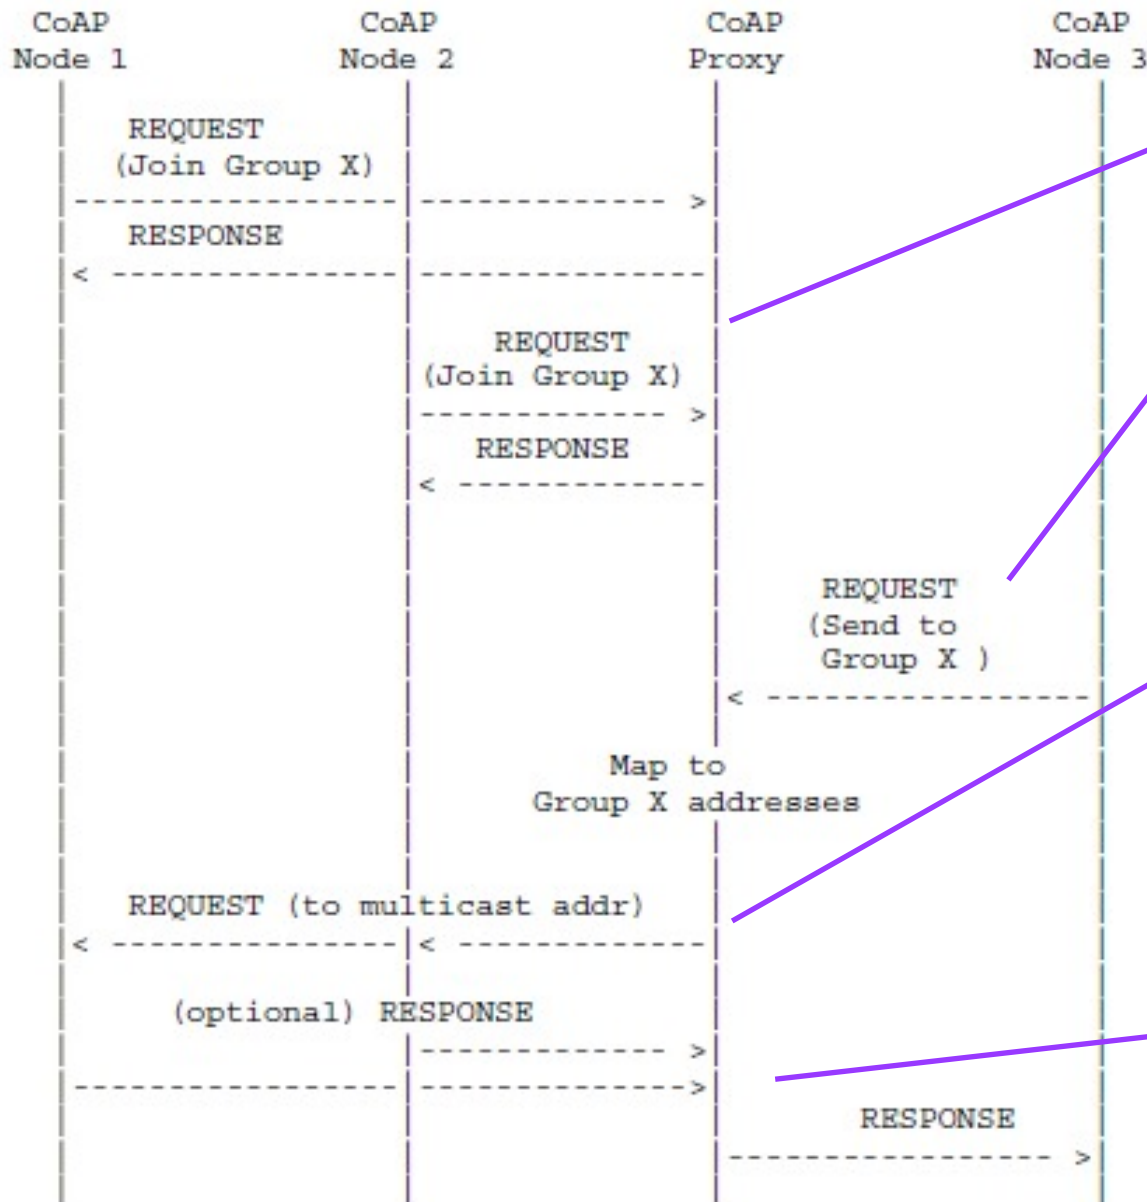 CoAP CoAP CoAP CoAP
Node 1 Node 2 Proxy Node 3
REQUEST
(Join Group X)
RESPONSE
REQUEST
(Join Group X)
RESPONSE
REQUEST
(Send to
Group X )
Map to
Group X addresses
REQUEST (to multicast addr)
(optional) RESPONSE
RESPONSE